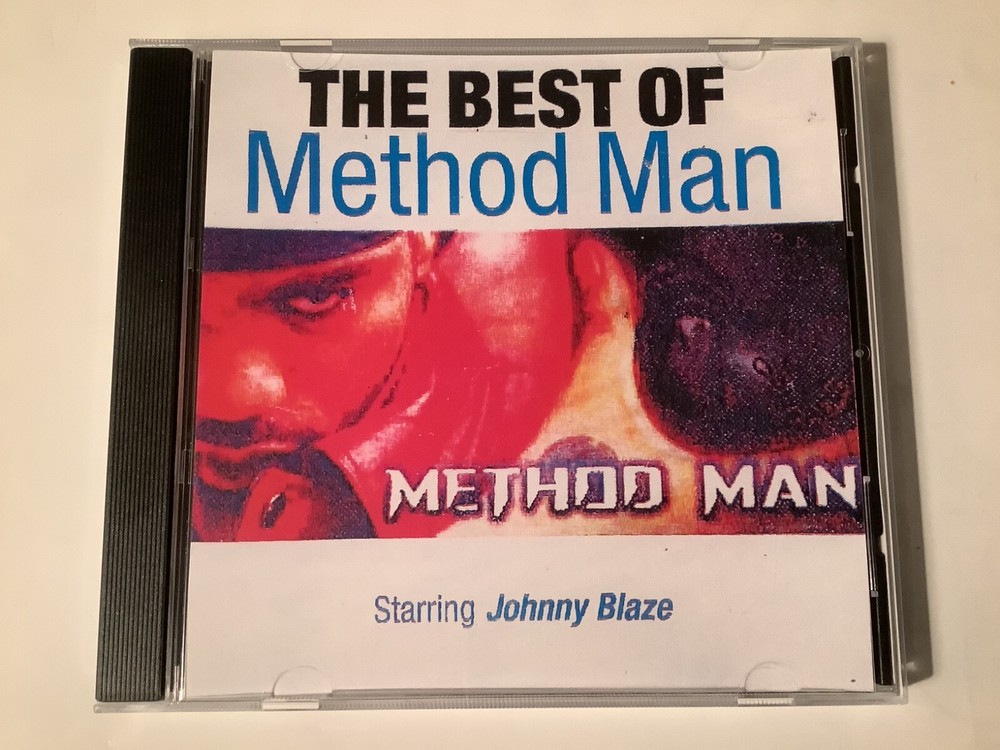 THE BEST OF
Method Man
METHOD MAN
Starring Johnny Blaze